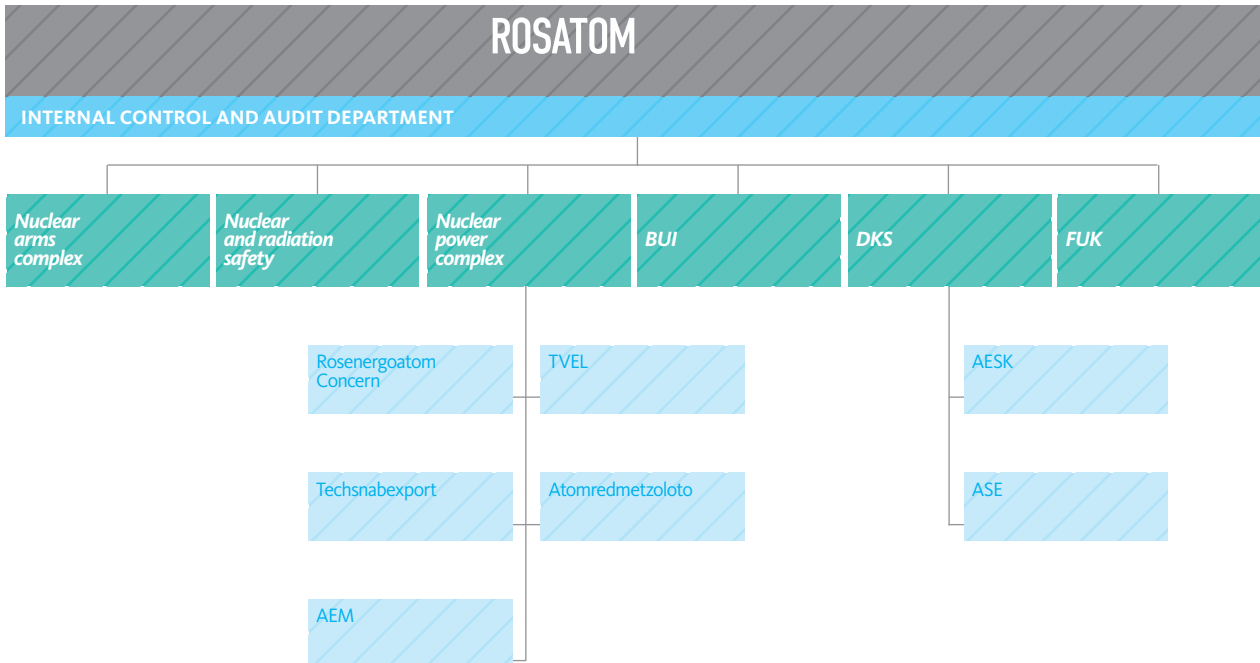 ROSATOM
INTERNAL CONTROL AND AUDIT DEPARTMENT
Nuclear
arms
complex
Nuclear
and radiation
safety
Nuclear
power
complex
BUI
DKS
FUK
Rosenergoatom
Concern
TVEL
AESK
Techsnabexport
Atomredmetzoloto
ASE
AEM